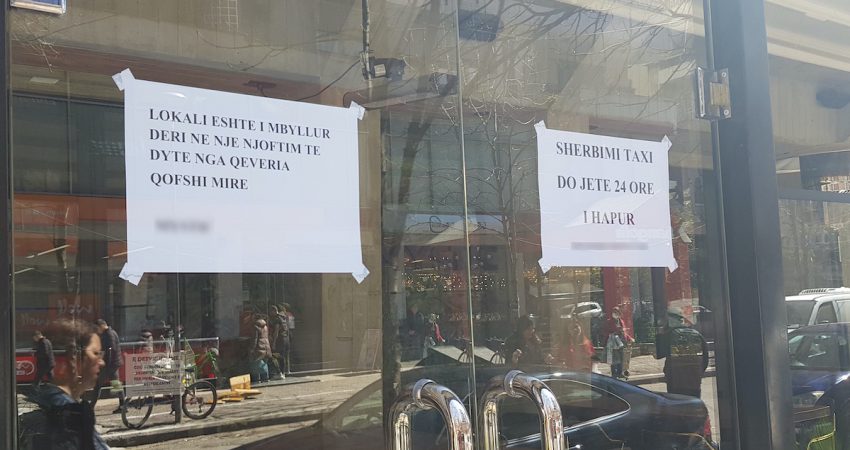 LOKALI ESHTE I MBYLLUR
DERI NE NJE NJOFTIM TE
DYTE NGA QEVERIA
QOFSHI MIRE
SHERBIMI TAXI
DO JETE 24 ORE
I HAPUR